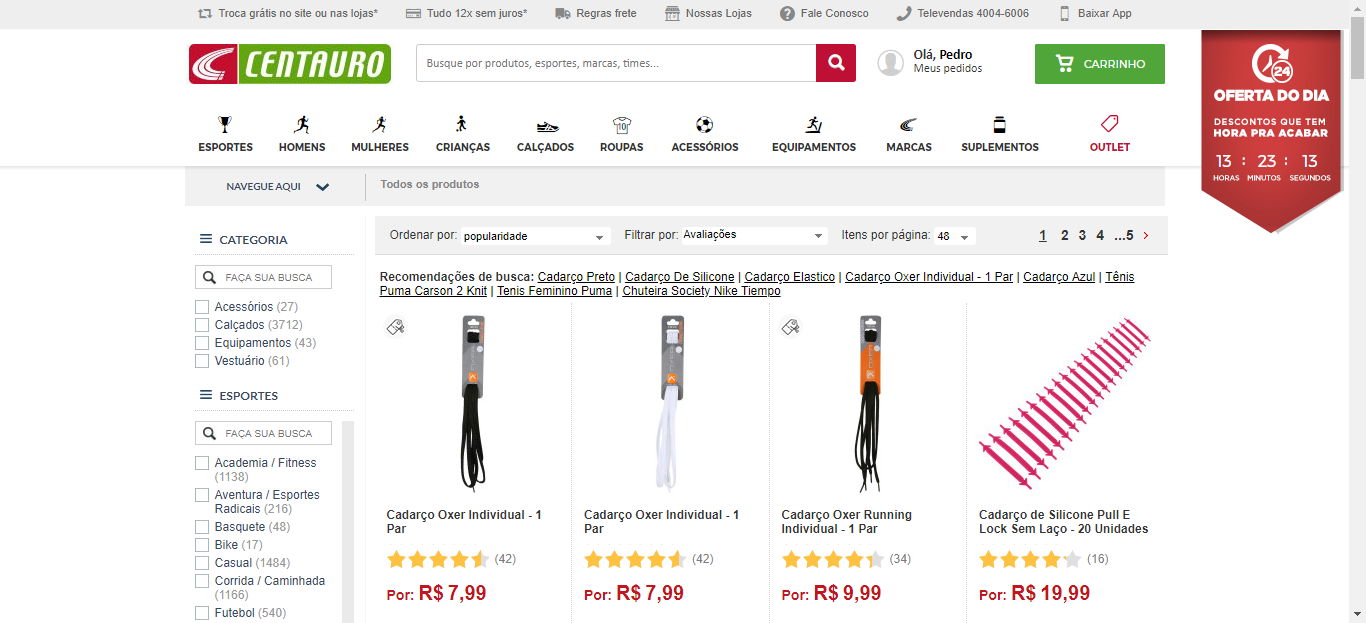 Troca grátis no site ou nas lojas* Tudo 12x sem juros* Regras frete Nossas Lojas Fale Conosco Televendas 4004-6006 Baixar App
CENTAURO
Busque por produtos, esportes, marcas, times...
Olá, Pedro
Meus pedidos
CARRINHO
24
OFERTA DO DIA
DESCONTOS QUE TEM
HORA PRA ACABAR
13 : 23 : 13
HORAS MINUTOS SEGUNDOS
10
ESPORTES HOMENS MULHERES CRIANÇAS CALÇADOS ROUPAS ACESSÓRIOS EQUIPAMENTOS MARCAS SUPLEMENTOS OUTLET
NAVEGUE AQUI Todos os produtos
CATEGORIA
FAÇA SUA BUSCA
Acessórios (27)
Calçados (3712)
Equipamentos (43)
Vestuário (61)
ESPORTES
FAÇA SUA BUSCA
Academia / Fitness
(1138)
Aventura / Esportes
Radicais (216)
Basquete (48)
Bike (17)
Casual (1484)
Corrida / Caminhada
(1166)
Futebol (540)
Ordenar por: popularidade Filtrar por: Avaliações Itens por página: 48 1 2 3 4 ...5
Recomendações de busca: Cadarço Preto | Cadarço De Silicone | Cadarço Elastico | Cadarço Oxer Individual - 1 Par | Cadarço Azul | Tênis
Puma Carson 2 Knit | Tenis Feminino Puma | Chuteira Society Nike Tiempo
Cadarço Oxer Individual - 1
Par
(42)
Por: R$ 7,99
Cadarço Oxer Individual - 1
Par
(42)
Por: R$ 7,99
Cadarço Oxer Running
Individual - 1 Par
(34)
Por: R$ 9,99
Cadarço de Silicone Pull E
Lock Sem Laço - 20 Unidades
(16)
Por: R$ 19,99